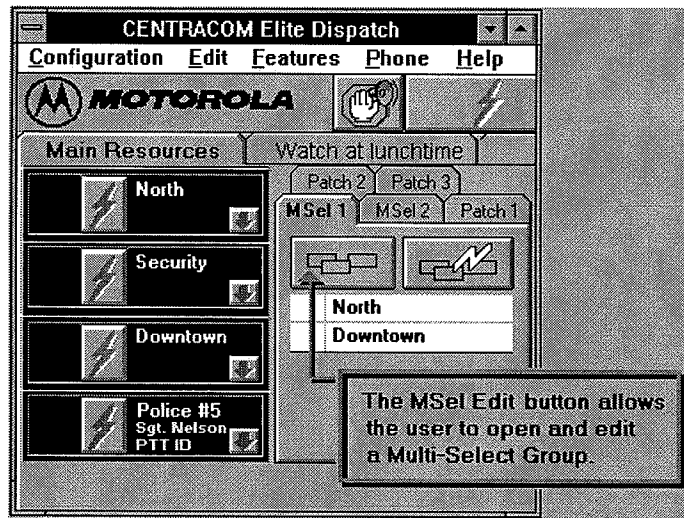 CENTRACOM Elite Dispatch
Configuration Edit Features Phone Help
MOTOROLA
Main Resources Watch at lunchtime
Patch 2 Patch 3
MSel 1 MSel 2 Patch 1
North
Security
Downtown
Police #5
Sgt. Nelson
PTT ID
North
Downtown
The MSel Edit button allows
the user to open and edit
a Multi-Select Group.